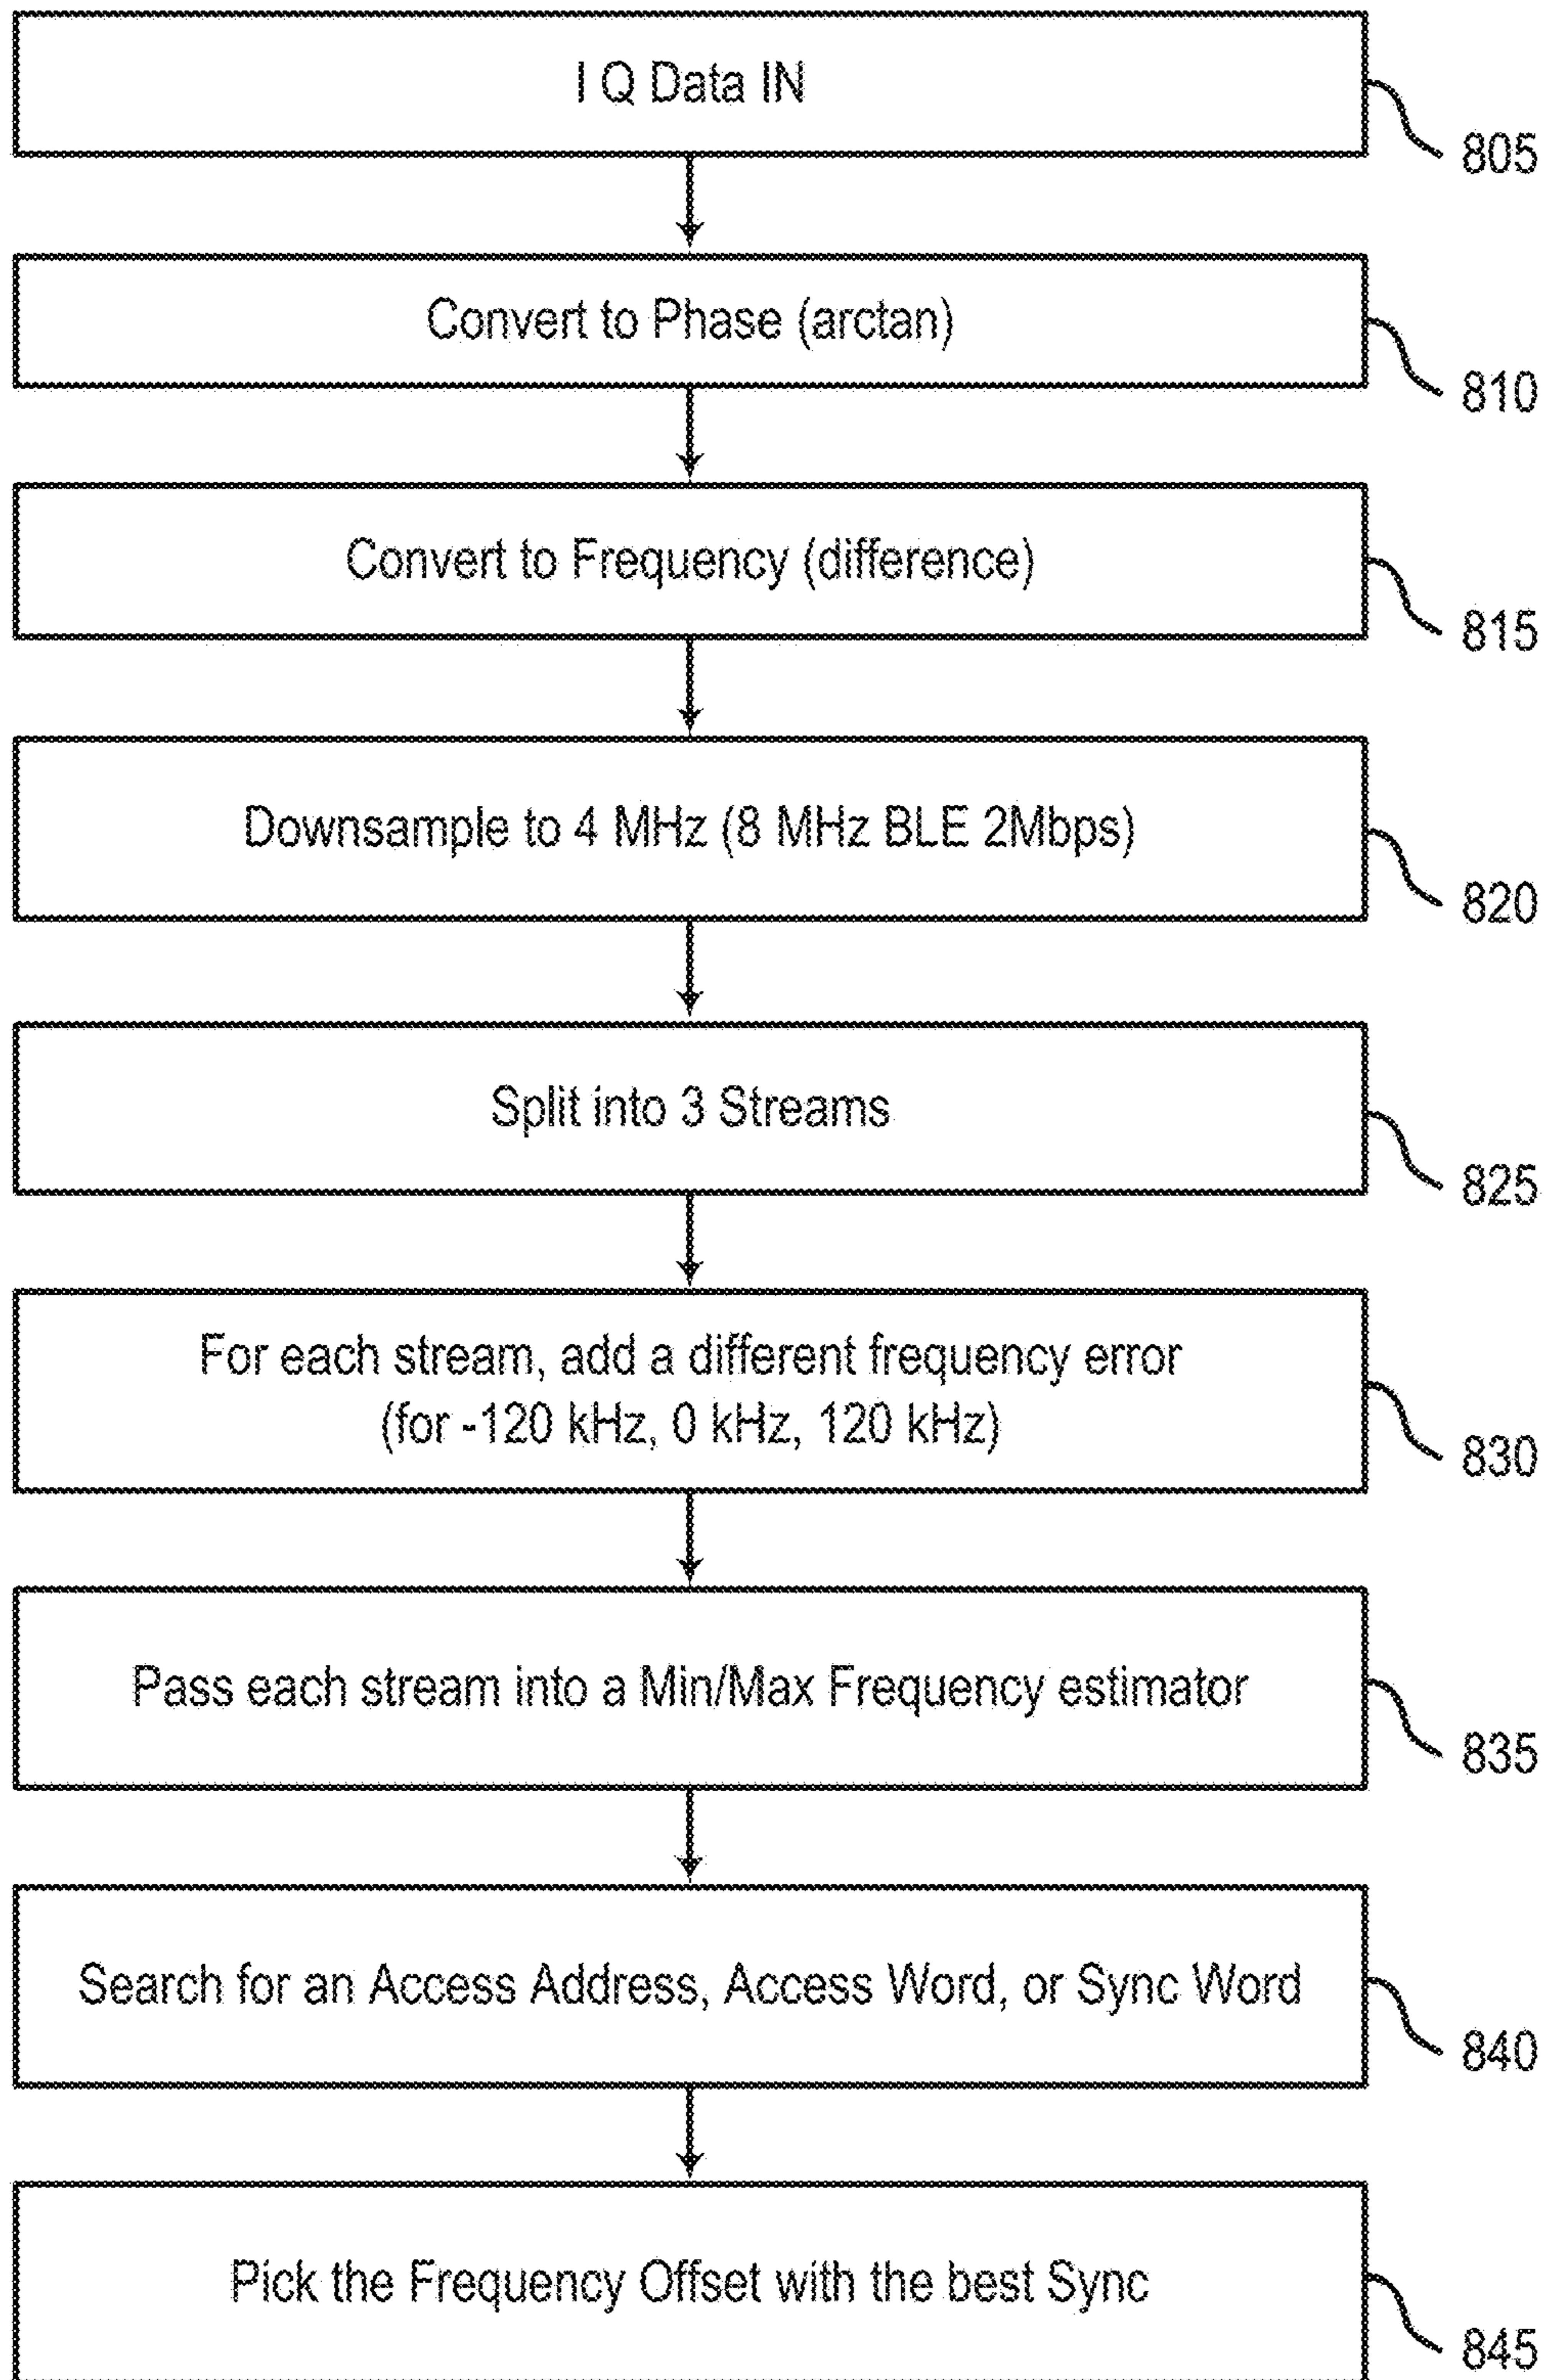 I Q Data IN
805
Convert to Phase (arctan)
810
Convert to Frequency (difference)
815
Downsample to 4 MHz (8 MHz BLE 2Mbps)
820
Split into 3 Streams
825
For each stream, add a different frequency error
(for -120 kHz, 0 kHz, 120 kHz)
830
Pass each stream into a Min/Max Frequency estimator
835
Search for an Access Address, Access Word, or Sync Word
840
Pick the Frequency Offset with the best Sync
845